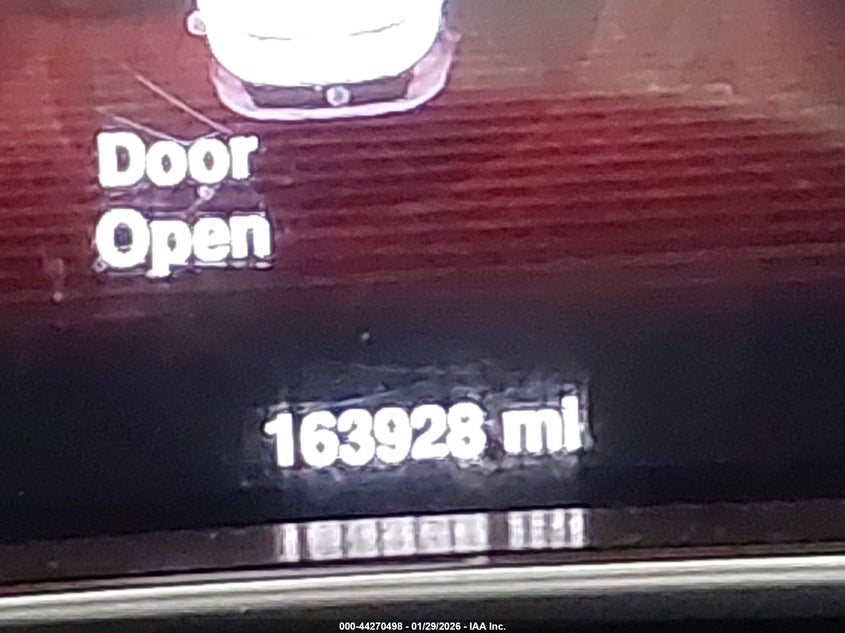 Door
Open
163928 mi
000-44270498 - 01/29/2026 - IAA Inc.